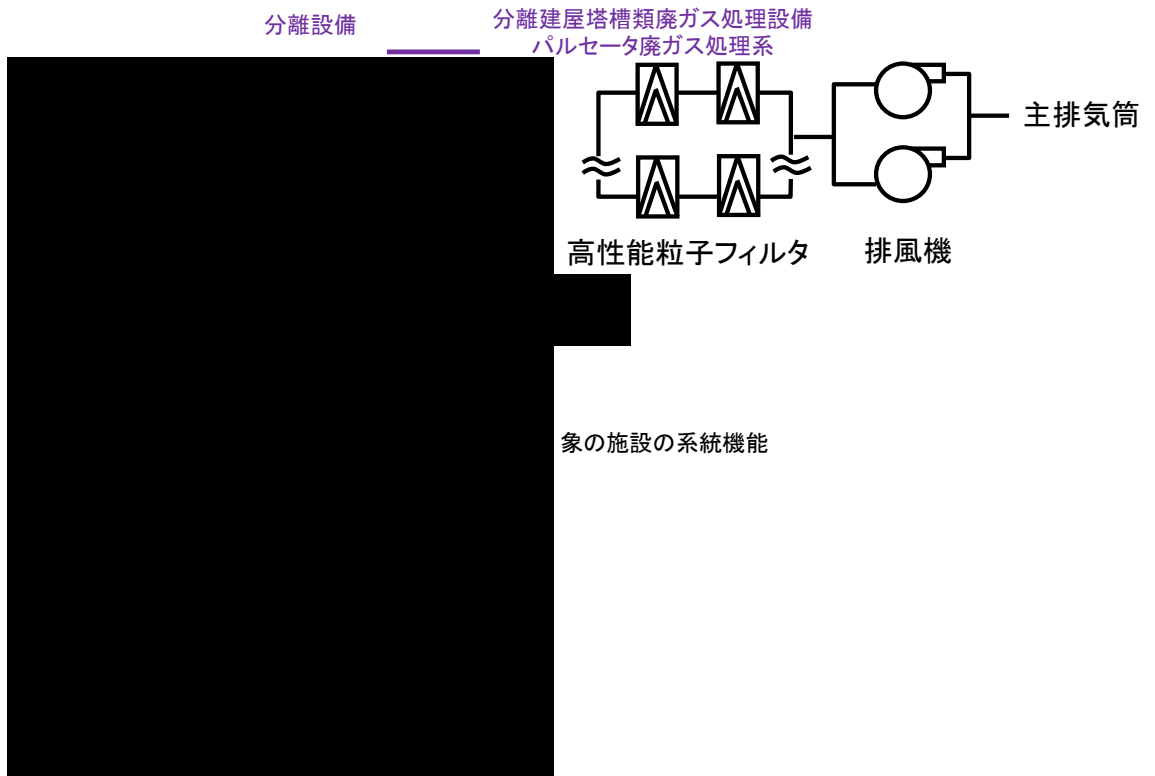 分離設備
分離建屋塔槽類廃ガス処理設備
パルセータ廃ガス処理系
主排気筒
高性能粒子フィルタ
排風機
象の施設の系統機能